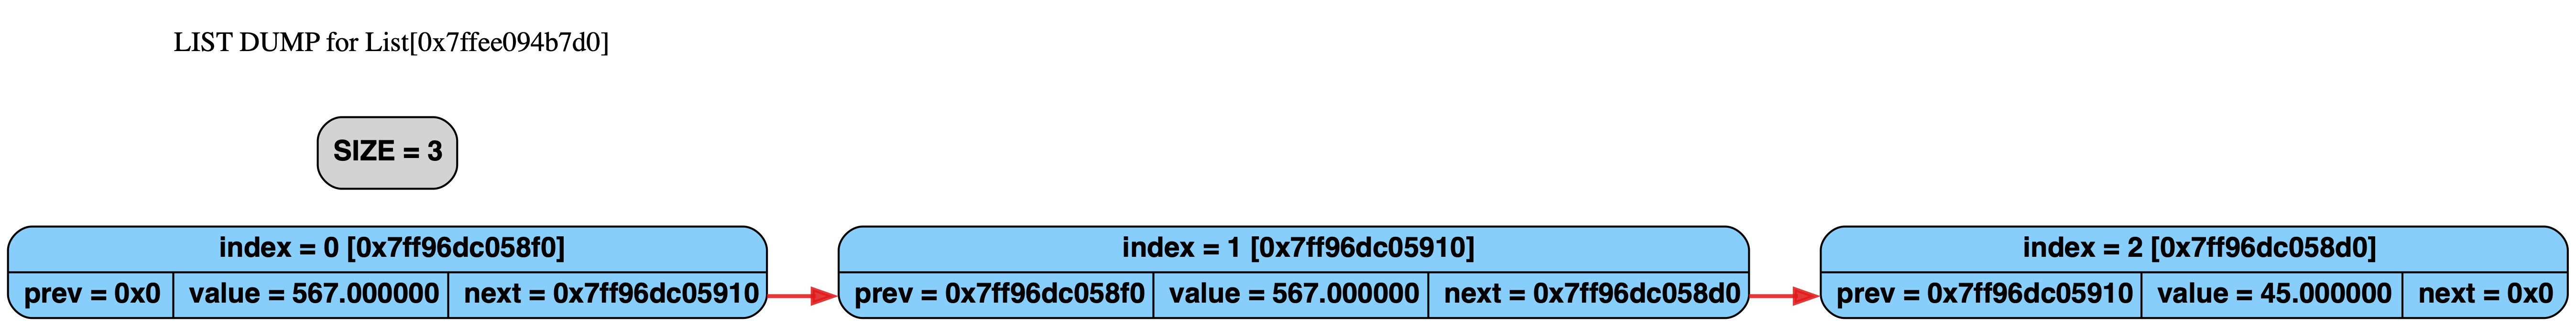 LIST DUMP for List[0x7ffee094b7d0]
SIZE = 3
index = 0 [0x7ff96dc058f0]
prev = 0x0 value = 567.000000 next = 0x7ff96dc05910
index = 1 [0x7ff96dc05910]
prev = 0x7ff96dc058f0 value = 567.000000 next = 0x7ff96dc058d0
index = 2 [0x7ff96dc058d0]
prev = 0x7ff96dc05910 value = 45.000000 next = 0x0